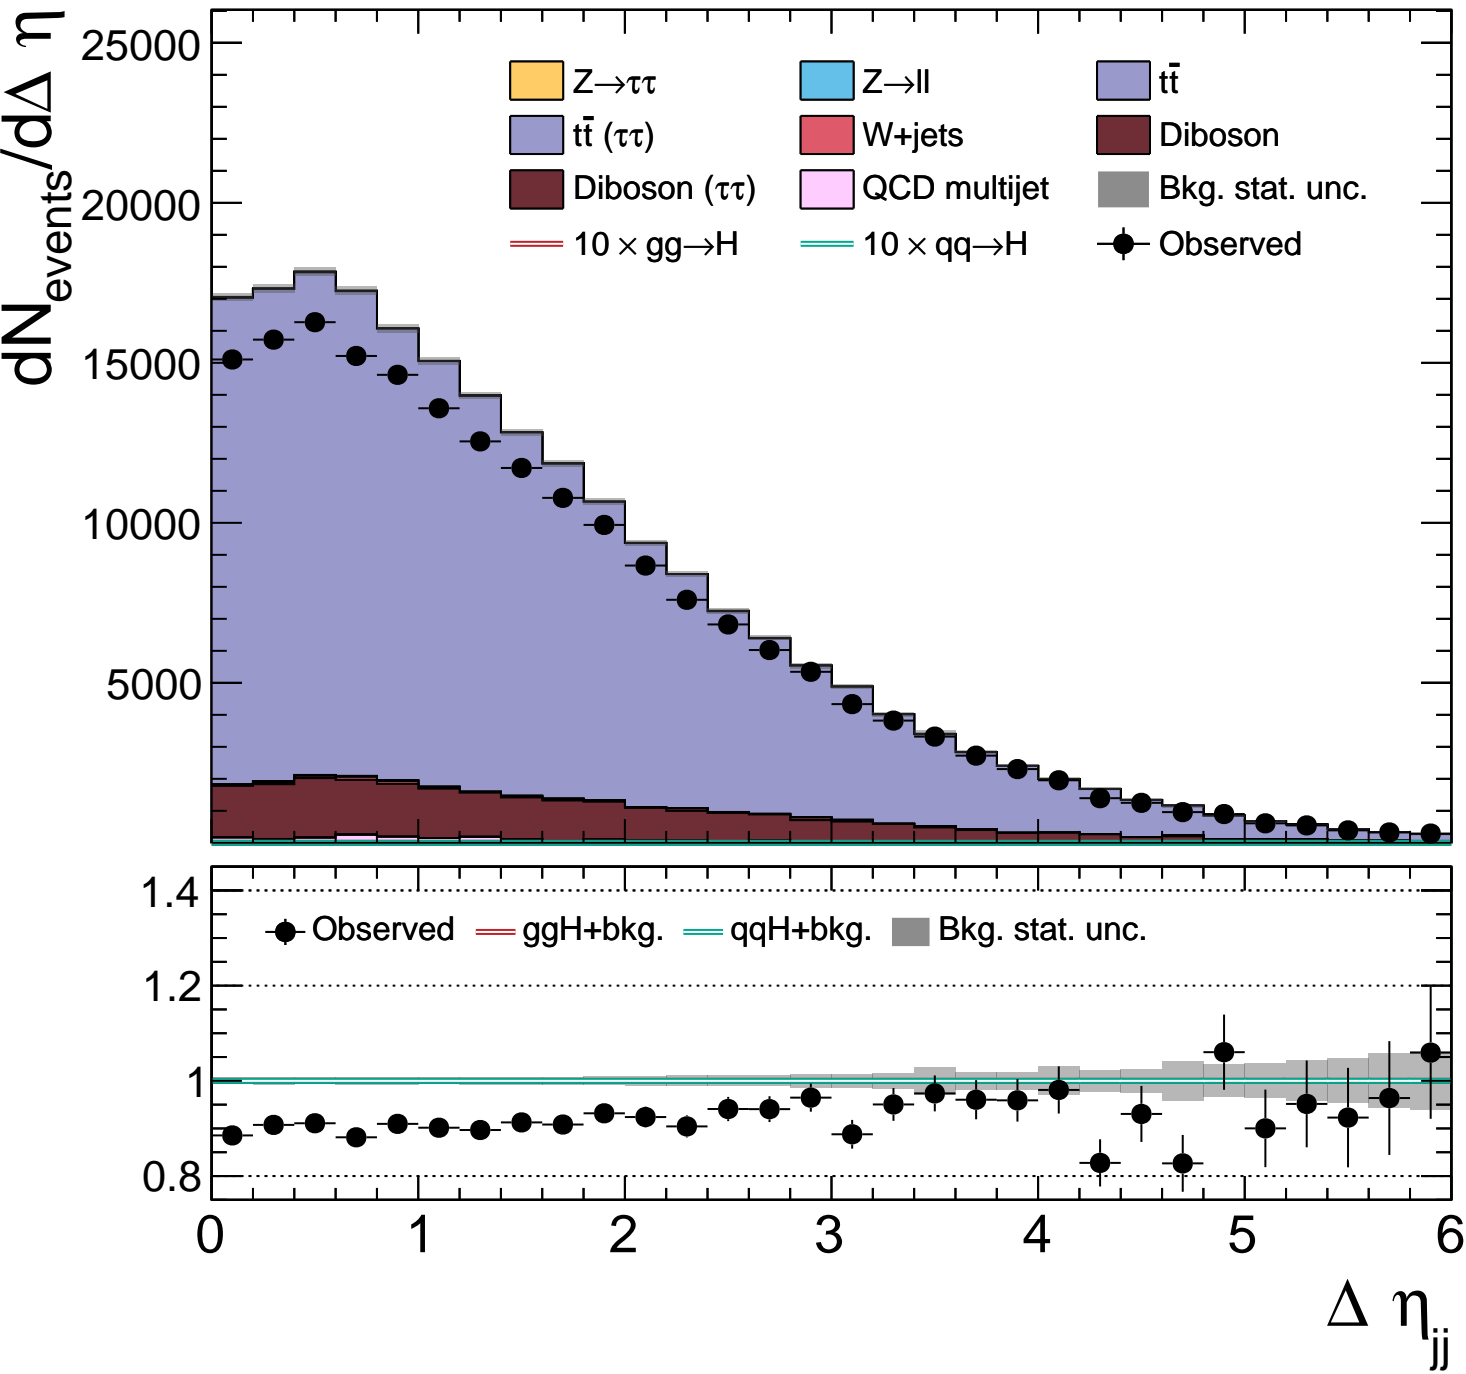 dN_events/dΔ η
25000
20000
15000
10000
5000
Z→ττ Z→ll tt̄
tt̄ (ττ) W+jets Diboson
Diboson (ττ) QCD multijet Bkg. stat. unc.
10 × gg→H 10 × qq→H Observed
1.4
1.2
1
0.8
Observed ggH+bkg. qqH+bkg. Bkg. stat. unc.
0 1 2 3 4 5 6
Δ η_jj